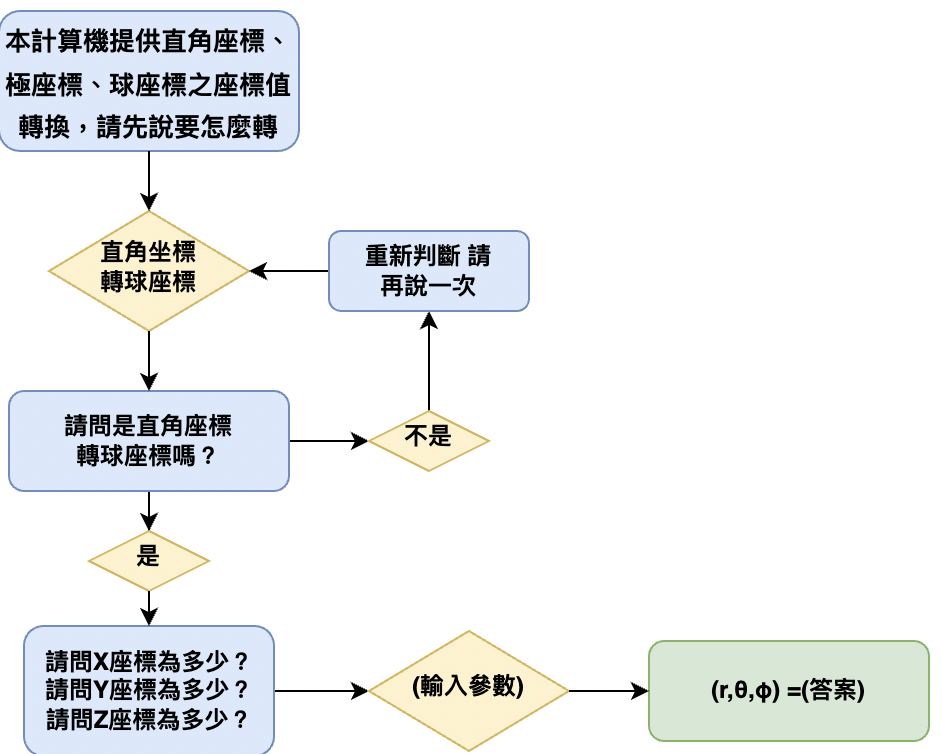 本計算機提供直角座標、
極座標、球座標之座標值
轉換，請先說要怎麼轉
直角坐標
轉球座標
重新判斷 請
再說一次
請問是直角座標
轉球座標嗎？
不是
是
請問X座標為多少？
請問Y座標為多少？
請問Z座標為多少？
(輸入參數)
(r,θ,φ) =(答案)